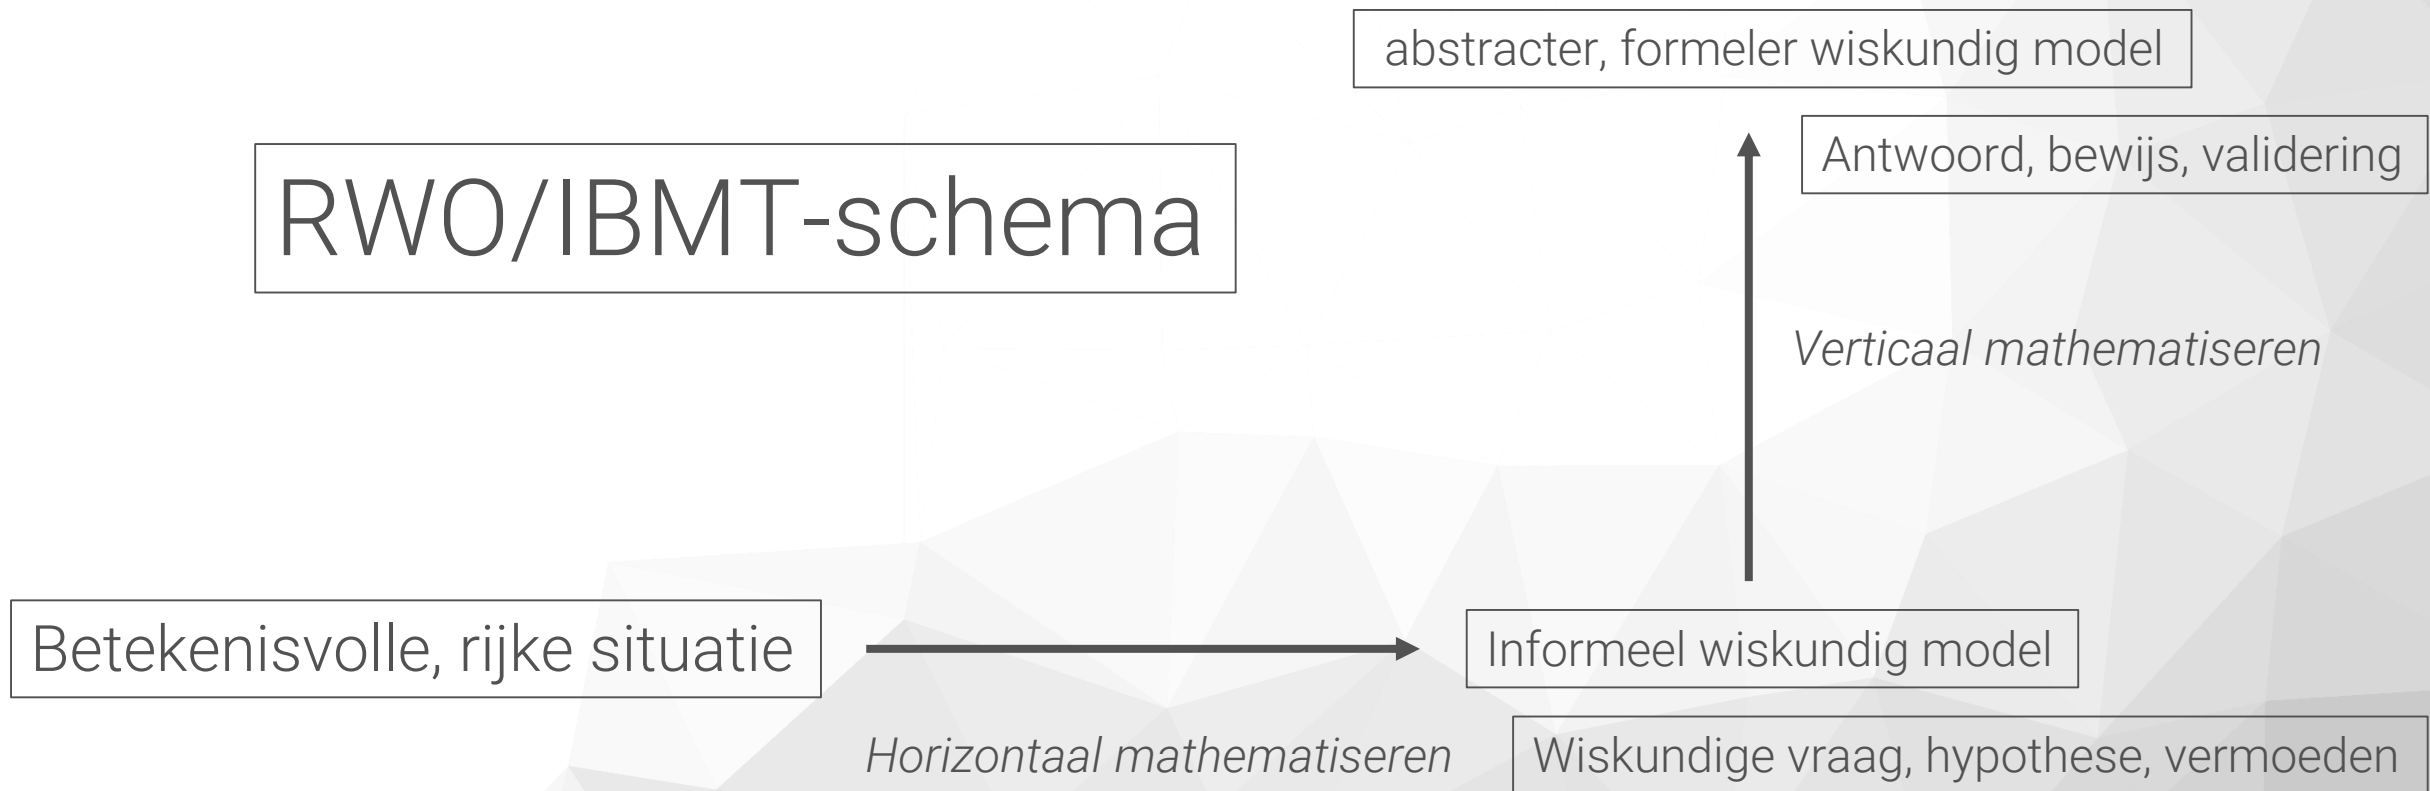 abstracter, formeler wiskundig model
Antwoord, bewijs, validering
RWO/IBMT-schema
Verticaal mathematiseren
Betekenisvolle, rijke situatie
Informeel wiskundig model
Horizontaal mathematiseren
Wiskundige vraag, hypothese, vermoeden